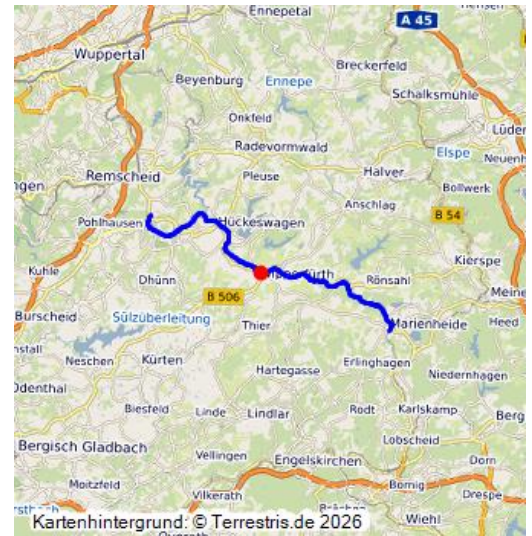 Ennepetal
A 45
Wuppertal
Breckerfeld
Beyenburg
Ennepe
Schalksmühle
Onkfeld
Lüden
Radevormwald
Elspe
Neuenh
Remscheid
Pleuse
Halver
ngen
Bollwerk
Anschlag
Pohlhausen
Hückeswagen
B 54
Kierspe
Kuhle
Dhünn
Rönsahl
Meine
B 506
Burscheid
Sülzüberleitung
Thier
Marienheide
Heed
nstall
Neschen
Kürten
Erlinghagen
Hartegasse
Niedernhagen
Odenthal
Biesfeld
Linde
Lindlar
Rodt
Karlskamp
Berg
Lobscheid
Bergisch Gladbach
Vellingen
Engelskirchen
Dorn
Moitzfeld
Bomig
Drespe
Vilkerath
Wiehl
Kartenhintergrund: © Terrestris.de 2026